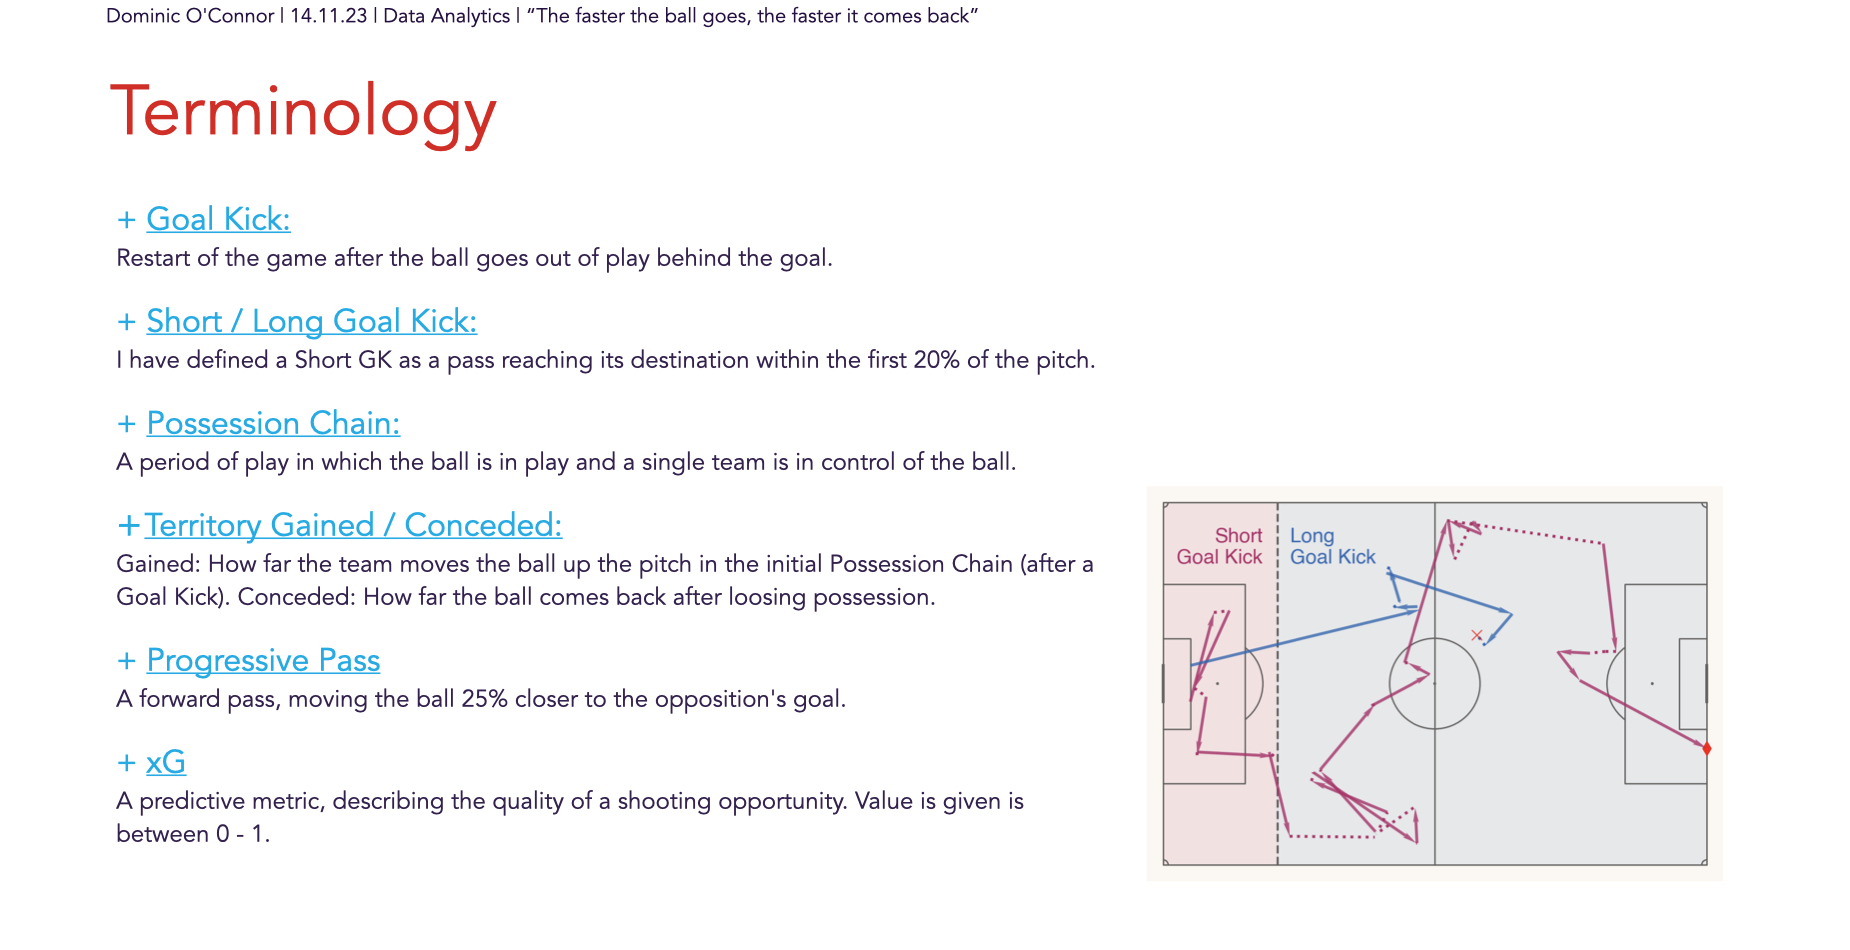 Dominic O'Connor | 14.11.23 | Data Analytics | “The faster the ball goes, the faster it comes back”
Terminology
+ Goal Kick:
Restart of the game after the ball goes out of play behind the goal.
+ Short / Long Goal Kick:
I have defined a Short GK as a pass reaching its destination within the first 20% of the pitch.
+ Possession Chain:
A period of play in which the ball is in play and a single team is in control of the ball.
+Territory Gained / Conceded:
Gained: How far the team moves the ball up the pitch in the initial Possession Chain (after a
Goal Kick). Conceded: How far the ball comes back after loosing possession.
+ Progressive Pass
A forward pass, moving the ball 25% closer to the opposition's goal.
+ xG
A predictive metric, describing the quality of a shooting opportunity. Value is given is
between 0 - 1.
Short
Goal Kick
Long
Goal Kick